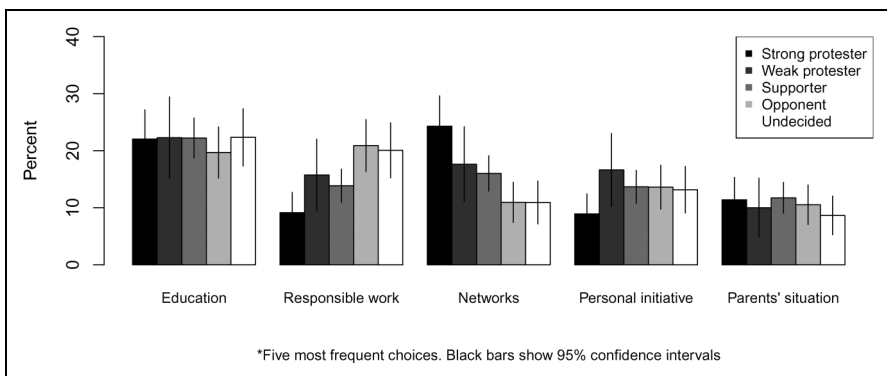 40
30
20
10
0
Percent
Strong protester
Weak protester
Supporter
Opponent
Undecided
Education
Responsible work
Networks
Personal initiative
Parents' situation
*Five most frequent choices. Black bars show 95% confidence intervals